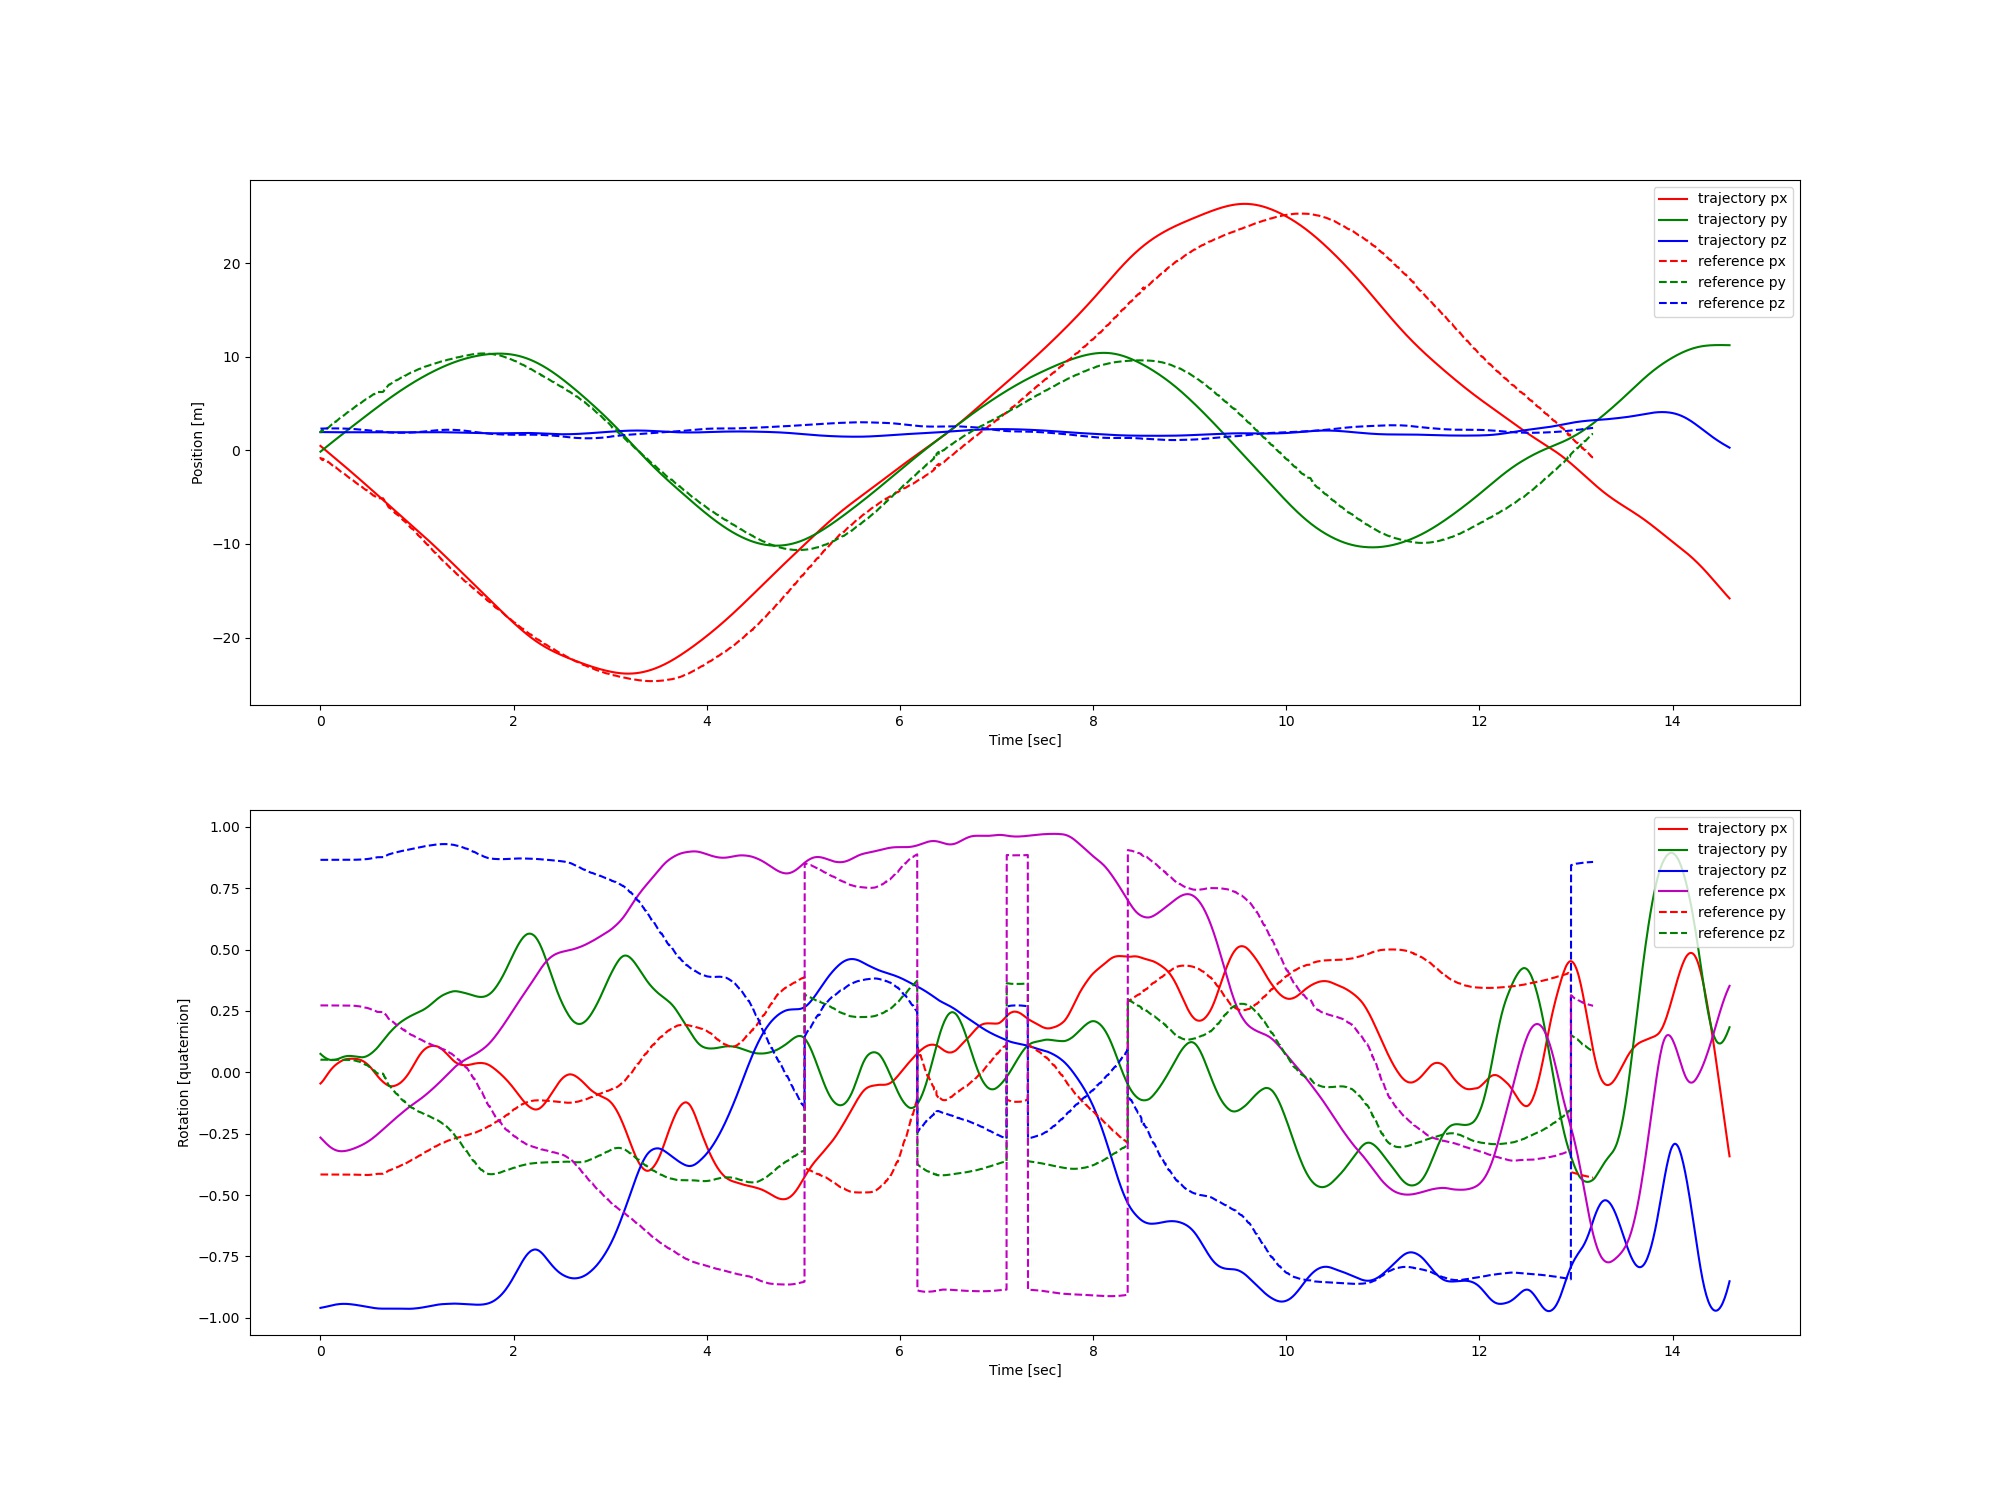 20
10
0
−10
−20
Position [m]
0 2 4 6 8 10 12 14
Time [sec]
trajectory px
trajectory py
trajectory pz
reference px
reference py
reference pz
1.00
0.75
0.50
0.25
0.00
−0.25
−0.50
−0.75
−1.00
Rotation [quaternion]
0 2 4 6 8 10 12 14
Time [sec]
trajectory px
trajectory py
trajectory pz
reference px
reference py
reference pz